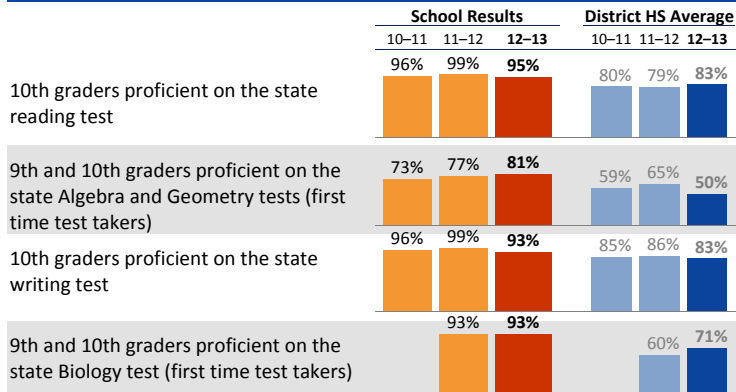 School Results District HS Average
10–11 11–12 12–13 10–11 11–12 12–13
96% 99% 95% 80% 79% 83%
10th graders proficient on the state
reading test
73% 77% 81% 59% 65% 50%
9th and 10th graders proficient on the
state Algebra and Geometry tests (first
time test takers)
96% 99% 93% 85% 86% 83%
10th graders proficient on the state
writing test
93% 93% 60% 71%
9th and 10th graders proficient on the
state Biology test (first time test takers)